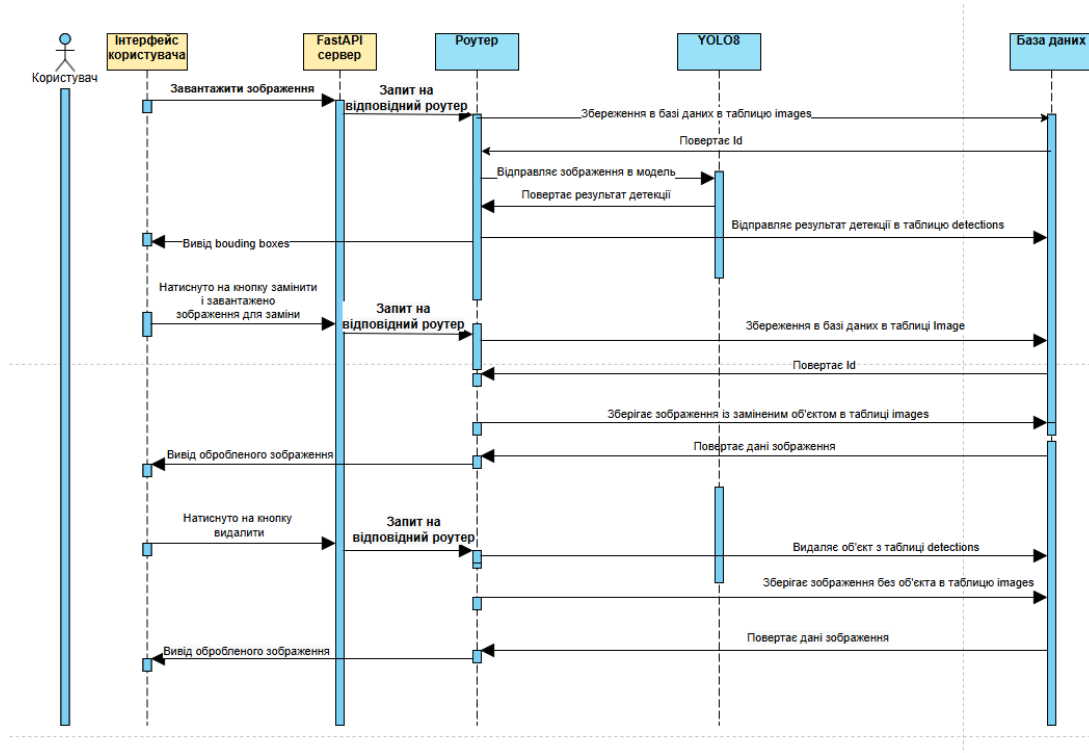 Користувач
Інтерфейс
користувача
FastAPI
сервер
Роутер
YOLO8
База даних
Завантажити зображення
Запит на
відповідний роутер
Збереження в базі даних в таблицю images
Повертає Id
Відправляє зображення в модель
Повертає результат детекції
Відправляє результат детекції в таблицю detections
Вивід bouding boxes
Натиснуто на кнопку замінити
і завантажено
зображення для заміни
Запит на
відповідний роутер
Збереження в базі даних в таблиці Image
Повертає Id
Зберігає зображення із заміненим об'єктом в таблиці images
Повертає дані зображення
Вивід обробленого зображення
Натиснуто на кнопку
видалити
Запит на
відповідний роутер
Видаляє об'єкт з таблиці detections
Зберігає зображення без об'єкта в таблицю images
Повертає дані зображення
Вивід обробленого зображення